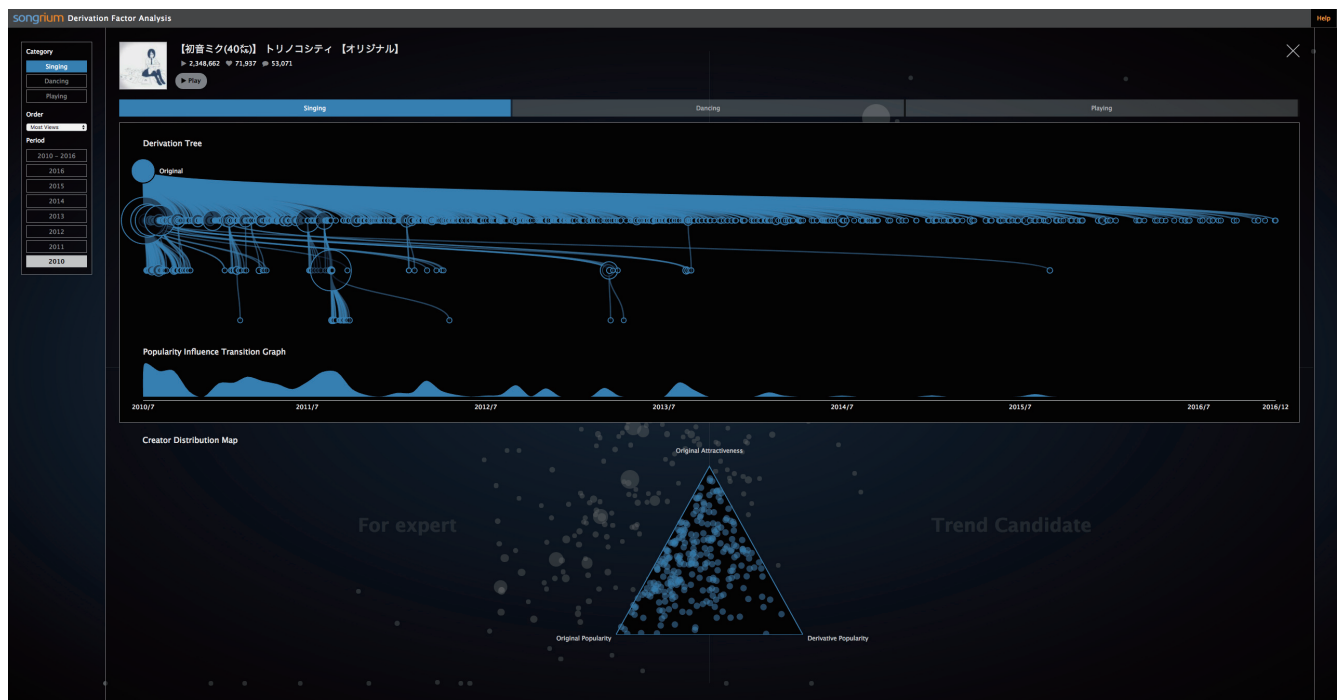 songrium Derivation Factor Analysis
Help
Category
Singing
Dancing
Playing
Order
Most Views
Period
2010 - 2016
2016
2015
2014
2013
2012
2011
2010
【初音ミク(40㍍)】 トリノコシティ 【オリジナル】
2,348,662 71,937 53,071
Play
Singing Dancing Playing
Derivation Tree
Original
Popularity Influence Transition Graph
2010/7 2011/7 2012/7 2013/7 2014/7 2015/7 2016/7 2016/12
Creator Distribution Map
Original Attractiveness
For expert
Trend Candidate
Original Popularity
Derivative Popularity